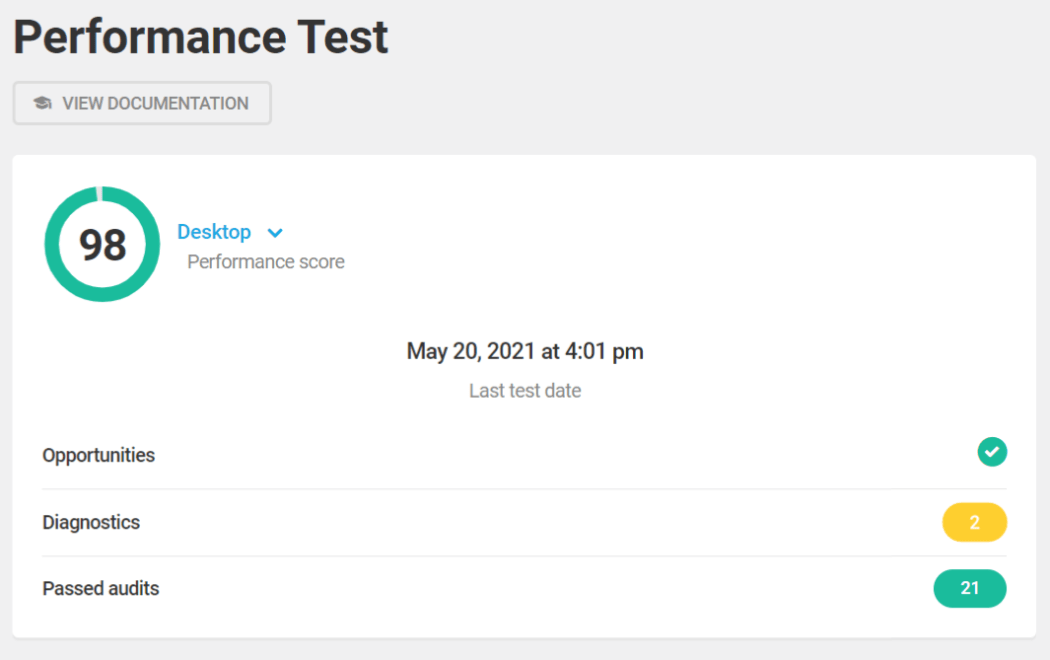 Performance Test
VIEW DOCUMENTATION
98
Desktop
Performance score
May 20, 2021 at 4:01 pm
Last test date
Opportunities
Diagnostics 2
Passed audits 21